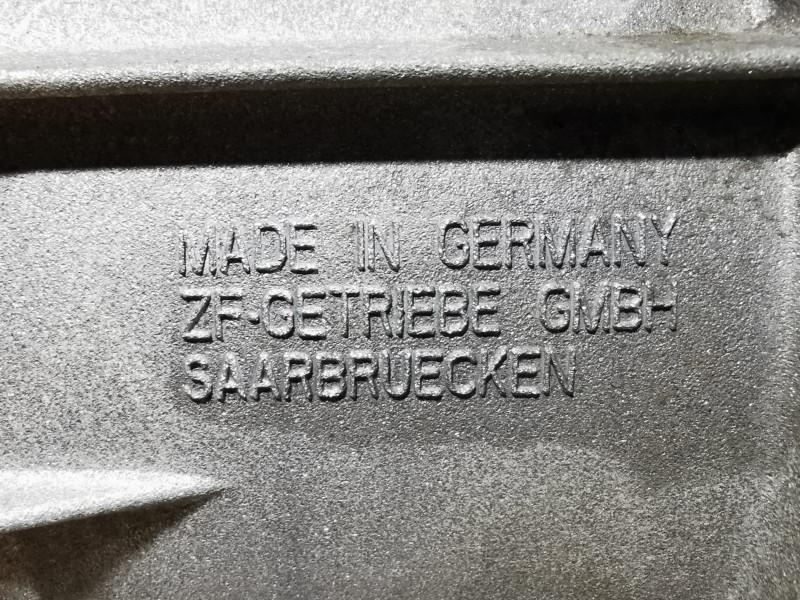 MADE IN GERMANY
ZF-GETRIEBE GMBH
SAARBRUECKEN